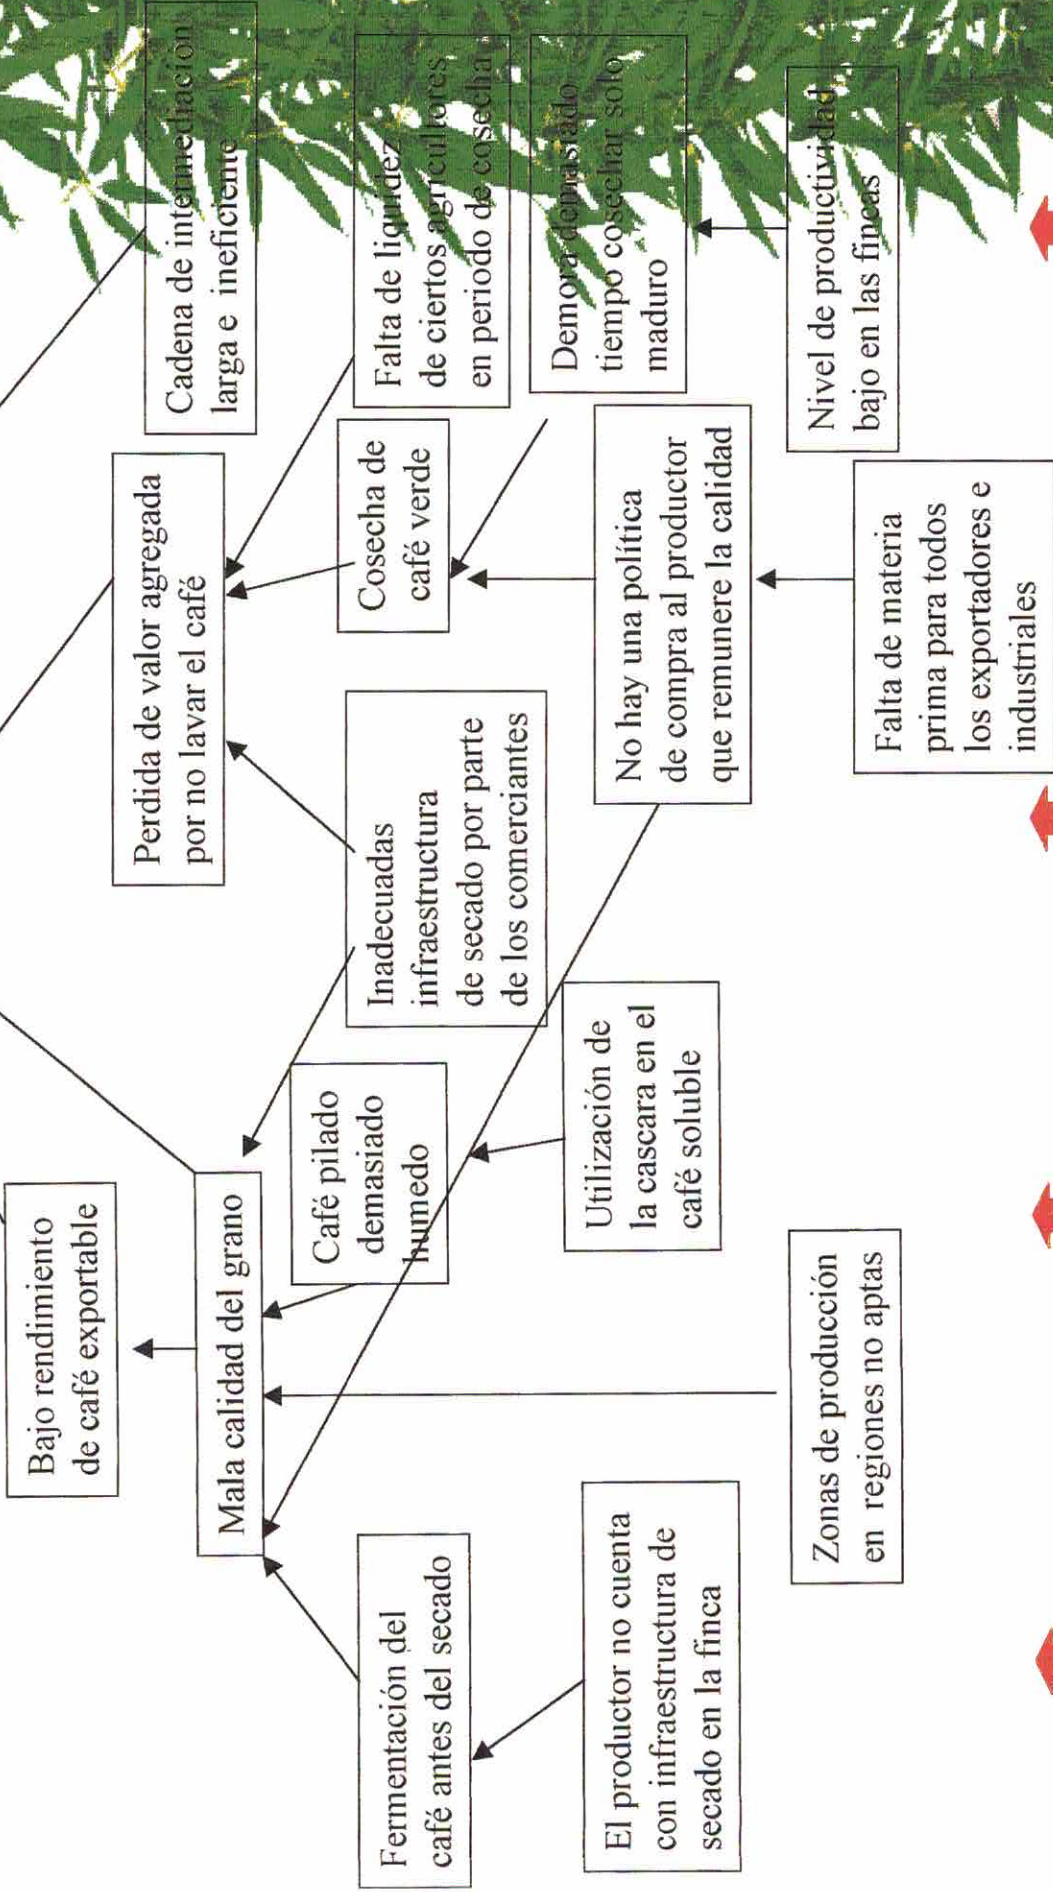 Bajo rendimiento
de café exportable
Mala calidad del grano
Perdida de valor agregada
por no lavar el café
Cadena de intermediación
larga e ineficiente
Café pilado
demasiado
humedo
Inadecuadas
infraestructura
de secado por parte
de los comerciantes
Cosecha de
café verde
Falta de liquidez
de ciertos agricultores
en periodo de cosecha
Fermentación del
café antes del secado
Utilización de
la cascara en el
café soluble
No hay una política
de compra al productor
que remunere la calidad
Demora demasiado
tiempo cosechar solo
maduro
El productor no cuenta
con infraestructura de
secado en la finca
Zonas de producción
en regiones no aptas
Falta de materia
prima para todos
los exportadores e
industriales
Nivel de productividad
bajo en las fincas